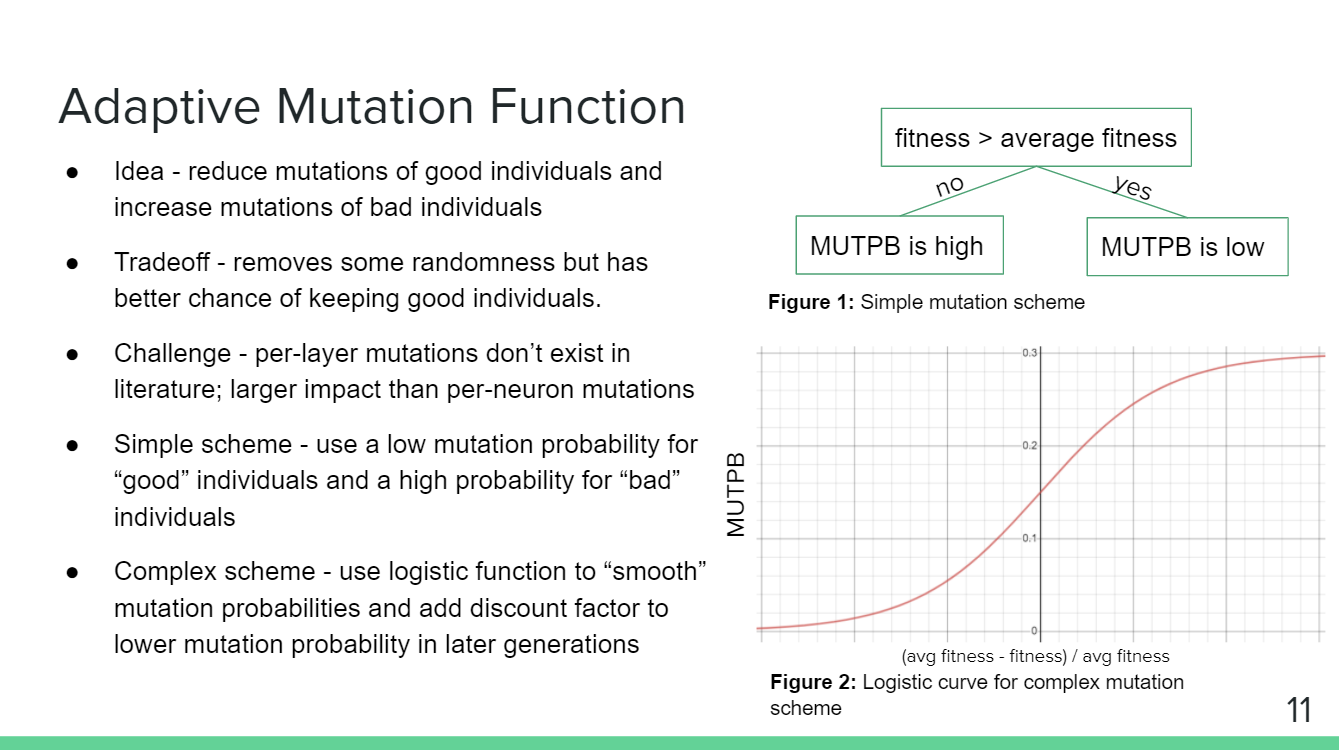 Adaptive Mutation Function
● Idea - reduce mutations of good individuals and
increase mutations of bad individuals
● Tradeoff - removes some randomness but has
better chance of keeping good individuals.
● Challenge - per-layer mutations don’t exist in
literature; larger impact than per-neuron mutations
● Simple scheme - use a low mutation probability for
“good” individuals and a high probability for “bad”
individuals
● Complex scheme - use logistic function to “smooth”
mutation probabilities and add discount factor to
lower mutation probability in later generations
fitness > average fitness
no
yes
MUTPB is high
MUTPB is low
Figure 1: Simple mutation scheme
MUTPB
0.3
0.2
0.1
0
(avg fitness - fitness) / avg fitness
Figure 2: Logistic curve for complex mutation
scheme
11